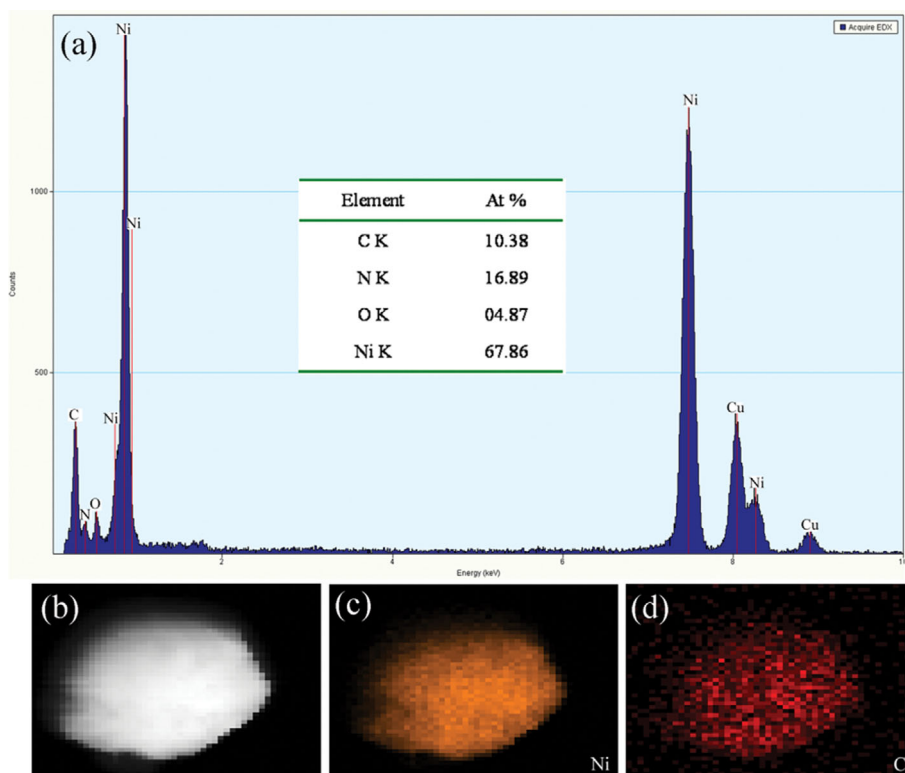 (a)
Acquire EDX
Ni
Ni
Ni
1000
Element At %
C K 10.38
N K 16.89
O K 04.87
Ni K 67.86
Counts
500
C
Ni
Cu
N
O
Ni
Cu
2
4
6
8
10
Energy (keV)
(b)
(c)
(d)
Ni